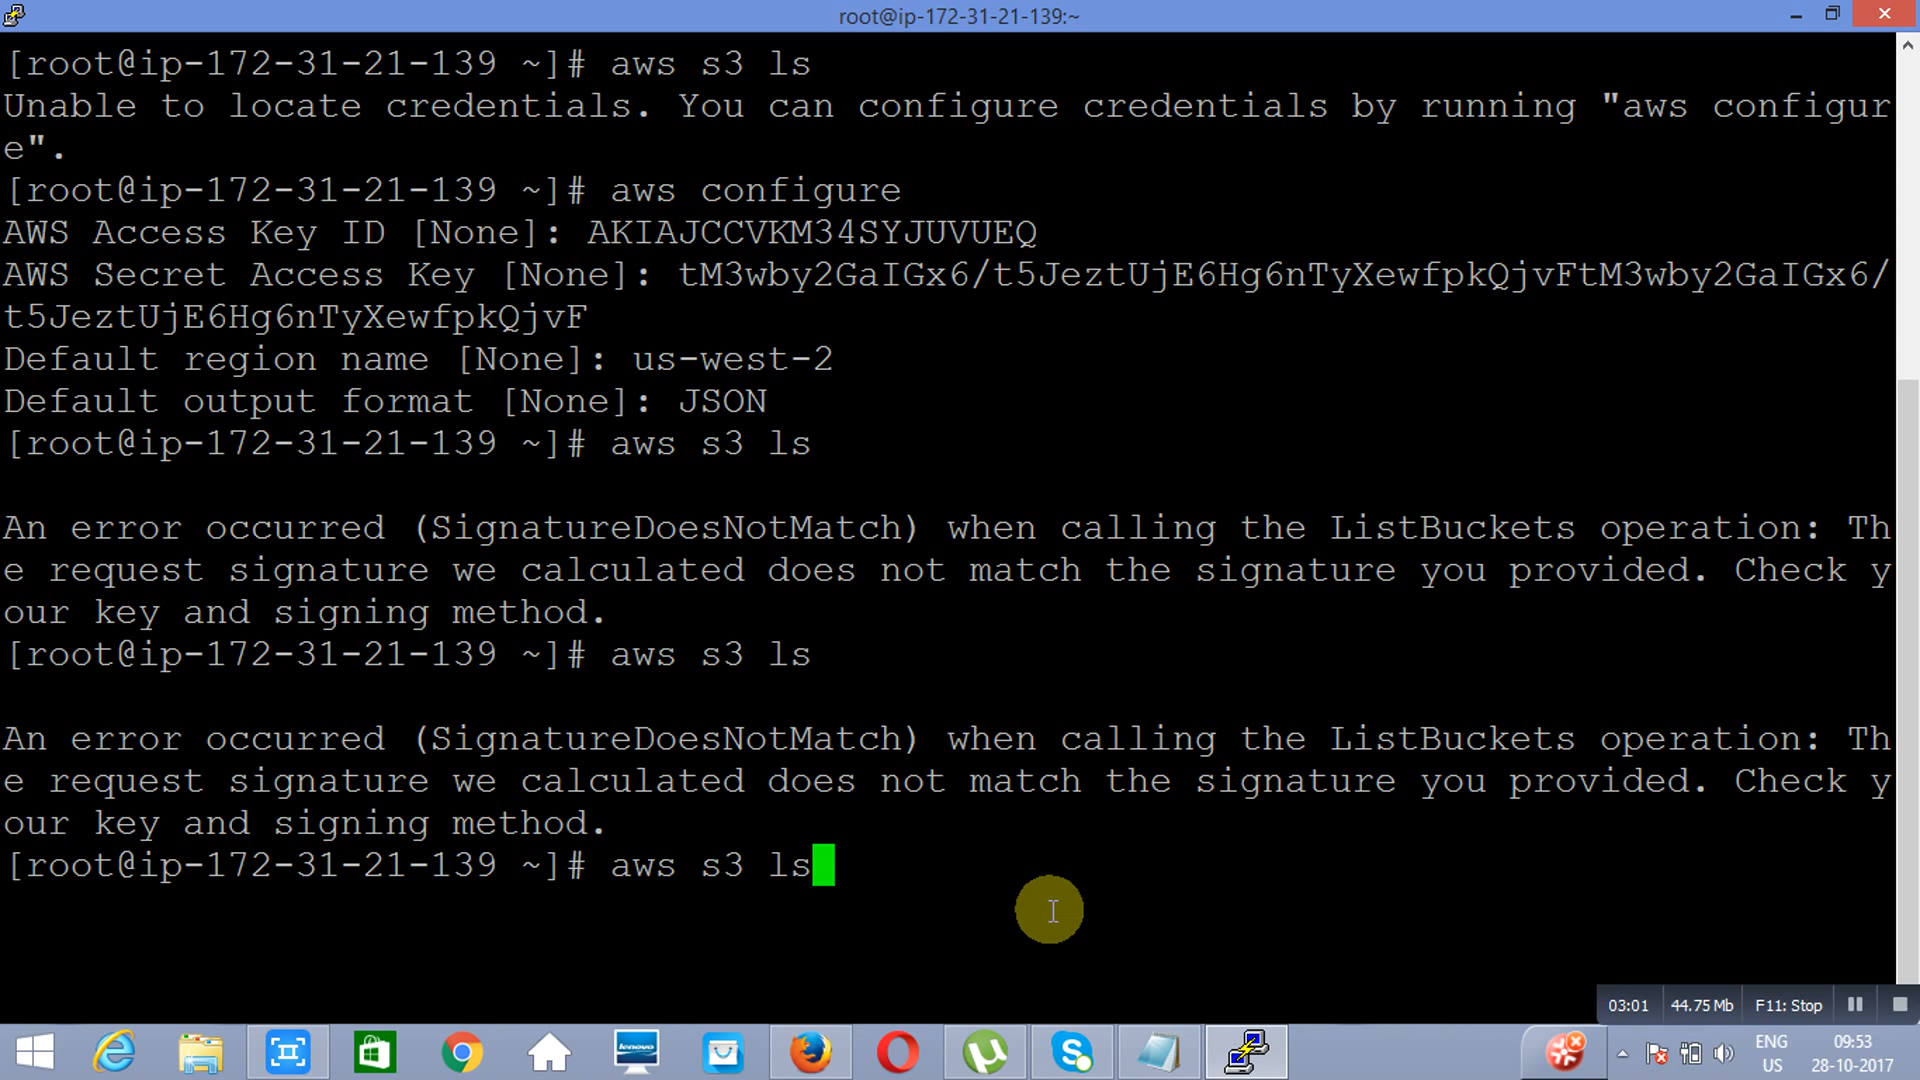 root@ip-172-31-21-139:~
[root@ip-172-31-21-139 ~]# aws s3 ls
Unable to locate credentials. You can configure credentials by running "aws configur
e".
[root@ip-172-31-21-139 ~]# aws configure
AWS Access Key ID [None]: AKIAJCCVKM34SYJUVUEQ
AWS Secret Access Key [None]: tM3wby2GaIGx6/t5JeztUjE6Hg6nTyXewfpkQjvFtM3wby2GaIGx6/
t5JeztUjE6Hg6nTyXewfpkQjvF
Default region name [None]: us-west-2
Default output format [None]: JSON
[root@ip-172-31-21-139 ~]# aws s3 ls
An error occurred (SignatureDoesNotMatch) when calling the ListBuckets operation: Th
e request signature we calculated does not match the signature you provided. Check y
our key and signing method.
[root@ip-172-31-21-139 ~]# aws s3 ls
An error occurred (SignatureDoesNotMatch) when calling the ListBuckets operation: Th
e request signature we calculated does not match the signature you provided. Check y
our key and signing method.
[root@ip-172-31-21-139 ~]# aws s3 ls
03:01 44.75 Mb F11: Stop
lenovo
ENG 09:53
US 28-10-2017